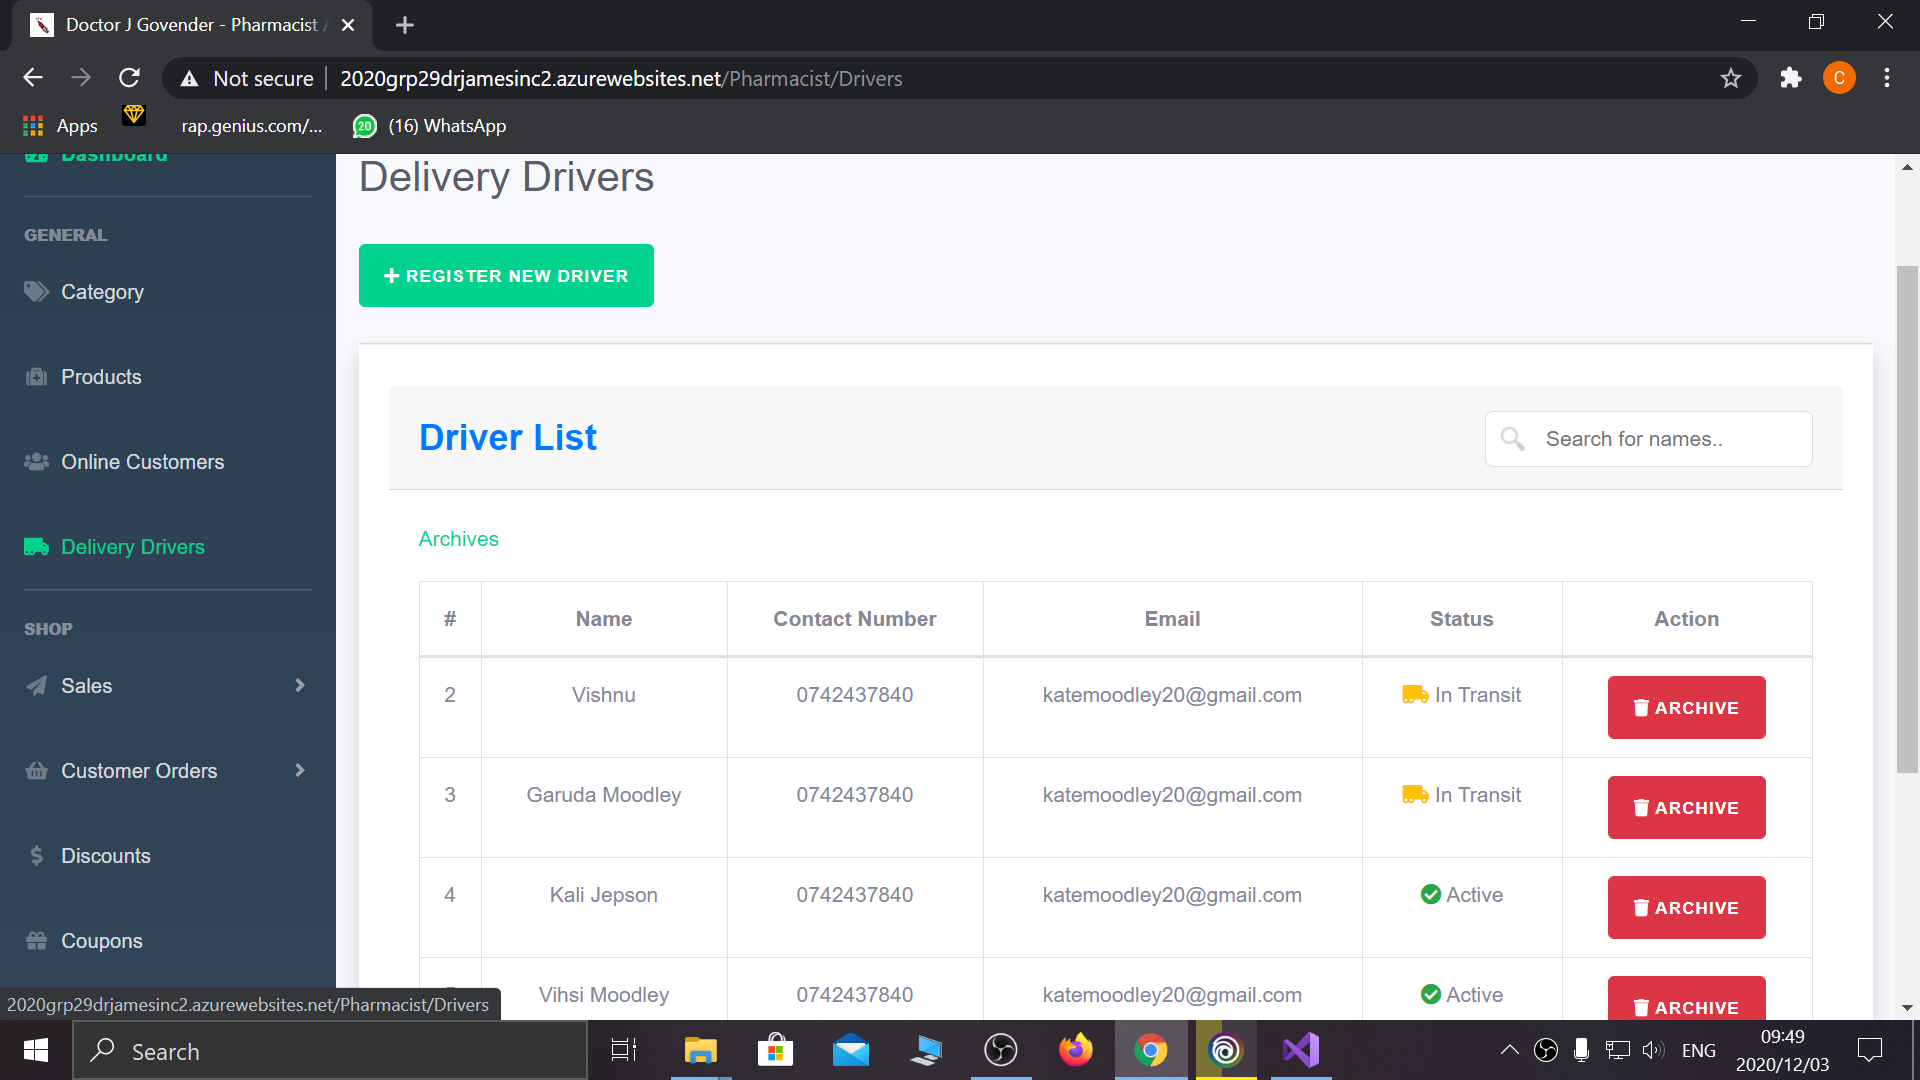 Doctor J Govender - Pharmacist
Not secure
2020grp29drjamesinc2.azurewebsites.net/Pharmacist/Drivers
C
Apps
rap.genius.com/...
20
(16) WhatsApp
Dashboard
GENERAL
Category
Products
Online Customers
Delivery Drivers
SHOP
Sales
Customer Orders
Discounts
Coupons
Delivery Drivers
REGISTER NEW DRIVER
Driver List
Search for names..
Archives
# Name Contact Number Email Status Action
2 Vishnu 0742437840 katemoodley20@gmail.com In Transit ARCHIVE
3 Garuda Moodley 0742437840 katemoodley20@gmail.com In Transit ARCHIVE
4 Kali Jepson 0742437840 katemoodley20@gmail.com Active ARCHIVE
Vihsi Moodley 0742437840 katemoodley20@gmail.com Active ARCHIVE
2020grp29drjamesinc2.azurewebsites.net/Pharmacist/Drivers
Search
ENG
09:49
2020/12/03